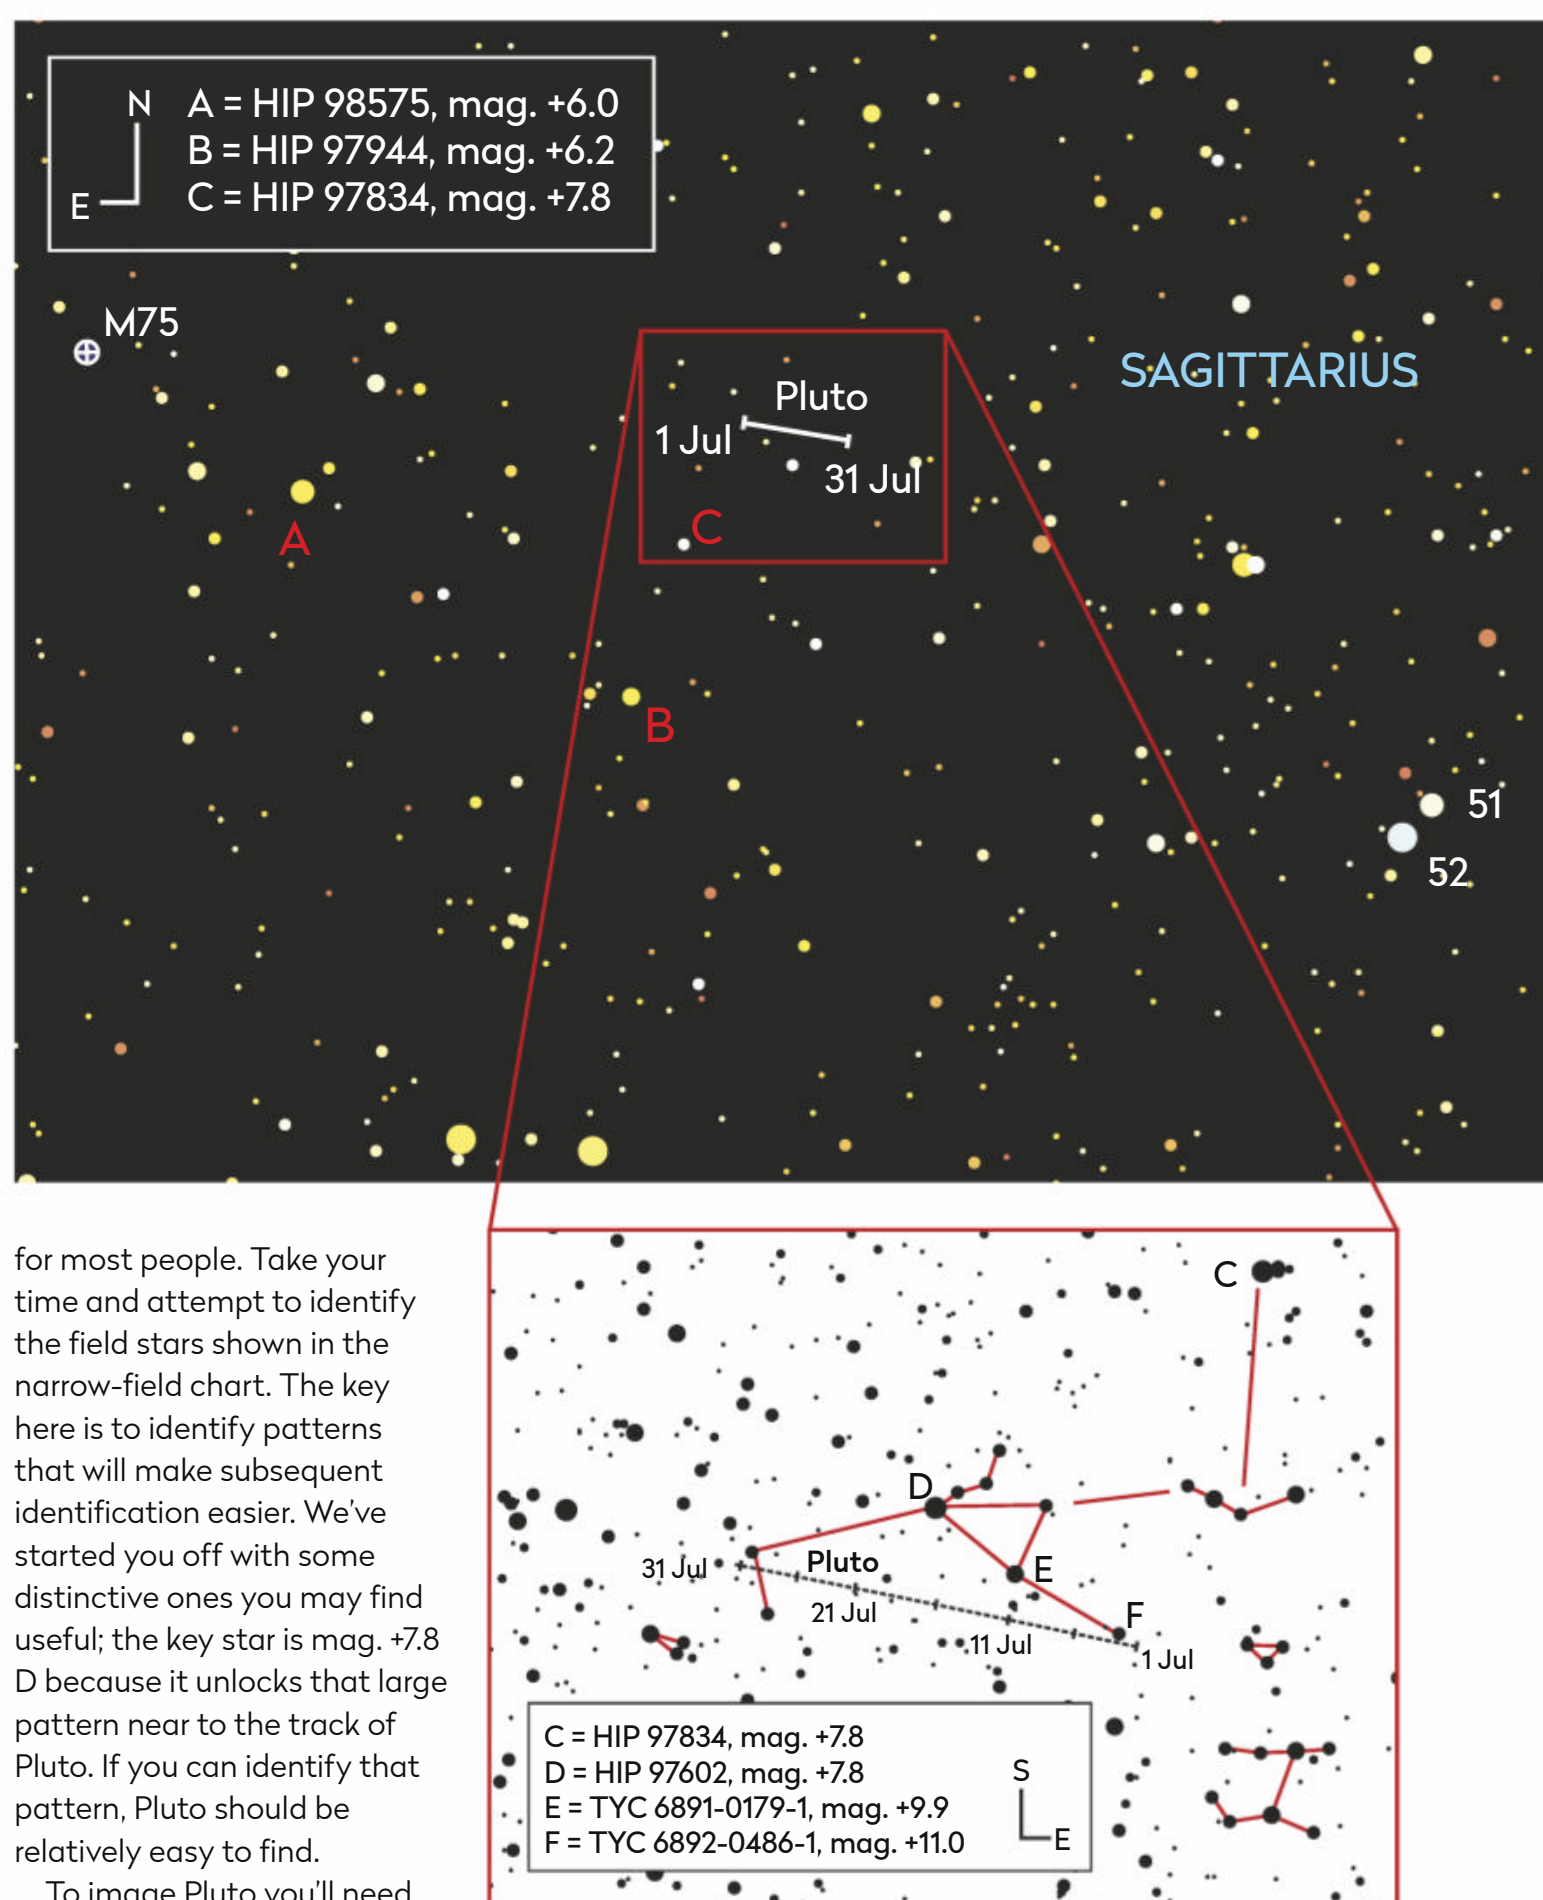 N
A = HIP 98575, mag. +6.0
B = HIP 97944, mag. +6.2
C = HIP 97834, mag. +7.8
E
M75
SAGITTARIUS
Pluto
1 Jul
31 Jul
C
A
B
51
52
for most people. Take your
time and attempt to identify
the field stars shown in the
narrow-field chart. The key
here is to identify patterns
that will make subsequent
identification easier. We’ve
started you off with some
distinctive ones you may find
useful; the key star is mag. +7.8
D because it unlocks that large
pattern near to the track of
Pluto. If you can identify that
pattern, Pluto should be
relatively easy to find.
To image Pluto you’ll need
C
D
31 Jul
Pluto
E
21 Jul
F
11 Jul
1 Jul
C = HIP 97834, mag. +7.8
D = HIP 97602, mag. +7.8
E = TYC 6891-0179-1, mag. +9.9
F = TYC 6892-0486-1, mag. +11.0
S
E